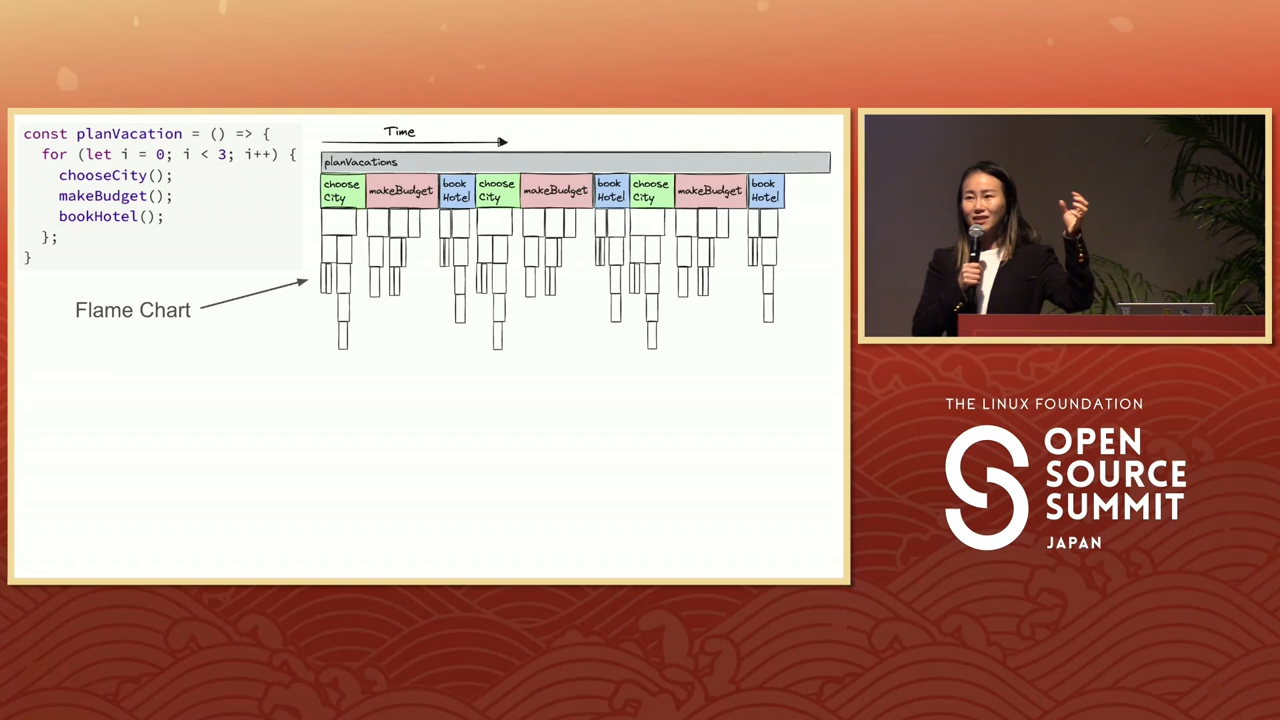 const planVacation = () => {
for (let i = 0; i < 3; i++) {
chooseCity();
makeBudget();
bookHotel();
};
}
Flame Chart
Time
planVacations
choose
City
makeBudget
book
Hotel
choose
City
makeBudget
book
Hotel
choose
City
makeBudget
book
Hotel
THE LINUX FOUNDATION
OPEN
SOURCE
SUMMIT
JAPAN